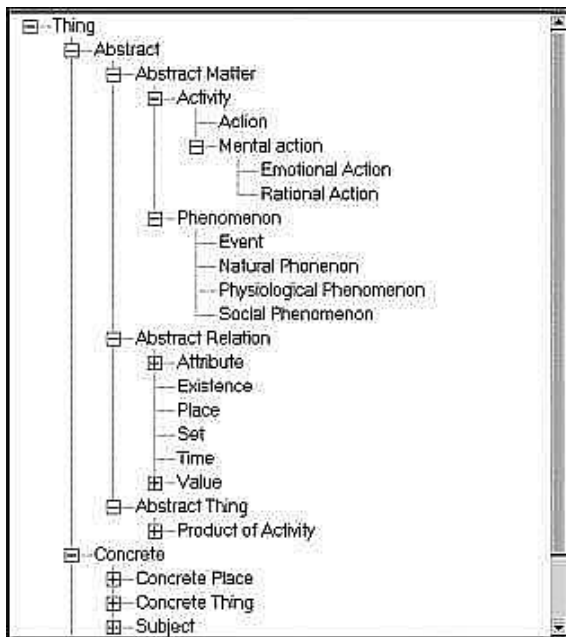 Thing
Abstract
Abstract Matter
Activity
Action
Mental action
Emotional Action
Rational Action
Phenomenon
Event
Natural Phonenon
Physiological Phenomenon
Social Phenomenon
Abstract Relation
Attribute
Existence
Place
Set
Time
Value
Abstract Thing
Product of Activity
Concrete
Concrete Place
Concrete Thing
Subject